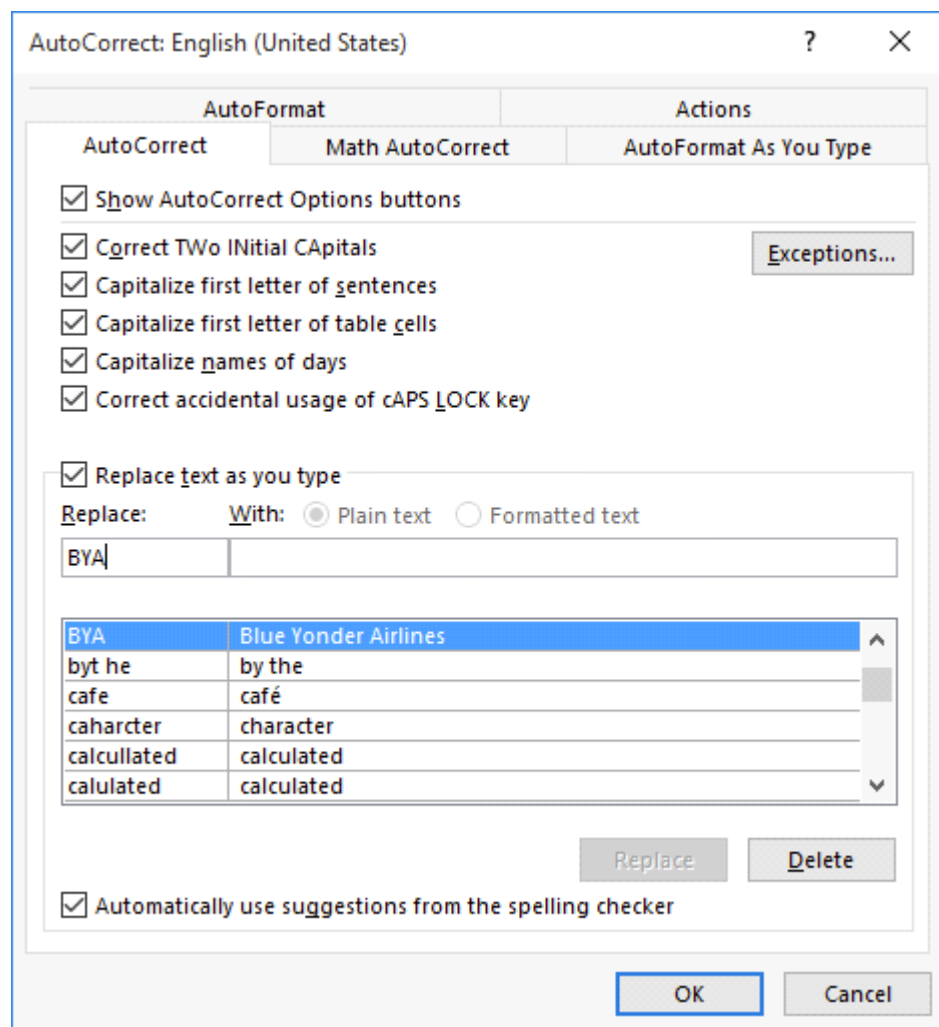 AutoCorrect: English (United States) ?
AutoFormat Actions
AutoCorrect Math AutoCorrect AutoFormat As You Type
Show AutoCorrect Options buttons
Correct TWo INitial CApitals Exceptions...
Capitalize first letter of sentences
Capitalize first letter of table cells
Capitalize names of days
Correct accidental usage of cAPS LOCK key
Replace text as you type
Replace: With: Plain text Formatted text
BYA
BYA Blue Yonder Airlines
byt he by the
cafe café
caharcter character
calcullated calculated
calulated calculated
Replace Delete
Automatically use suggestions from the spelling checker
OK Cancel